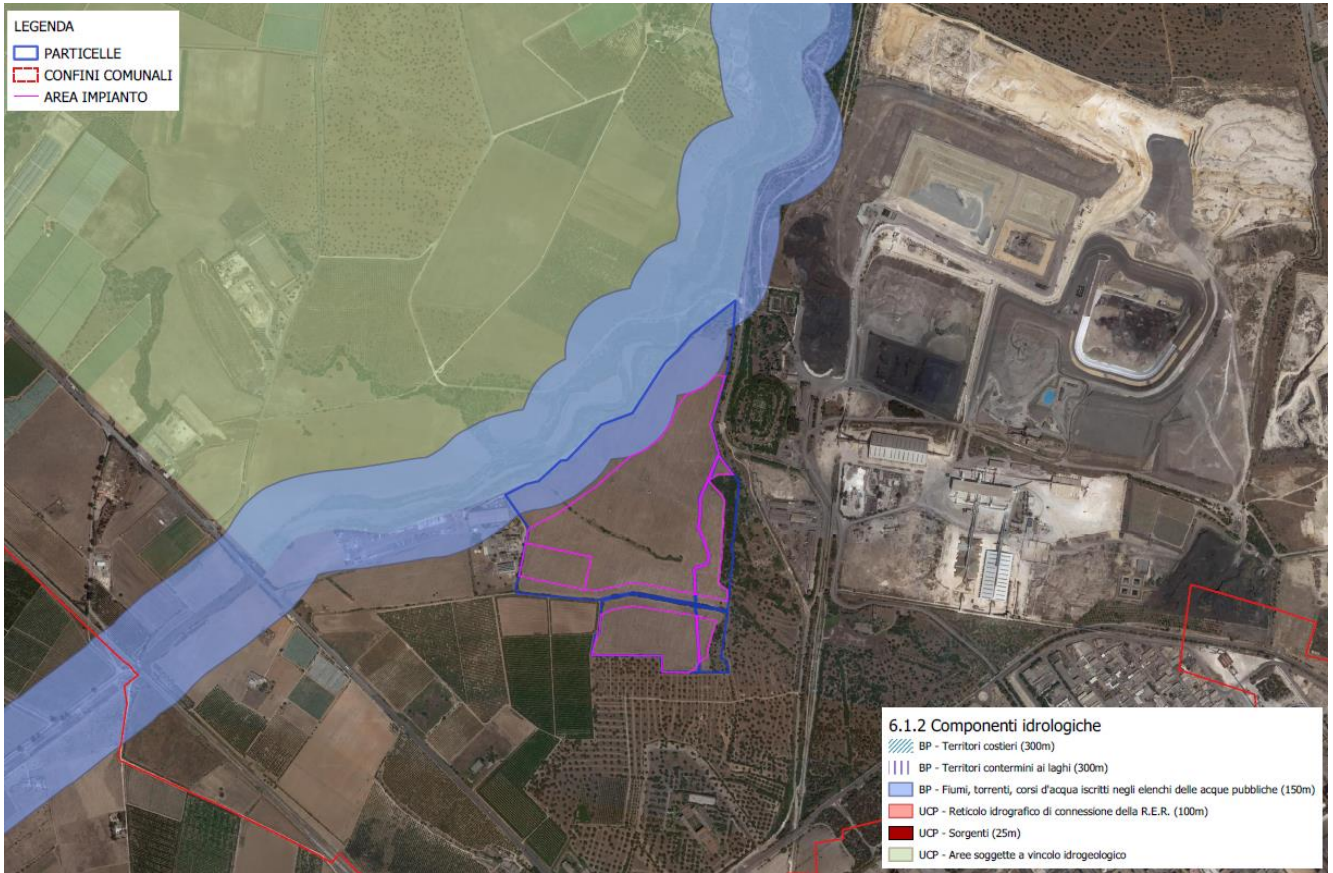 LEGENDA
PARTICELLE
CONFINI COMUNALI
AREA IMPIANTO
6.1.2 Componenti idrologiche
BP - Territori costieri (300m)
BP - Territori contermini ai laghi (300m)
BP - Fiumi, torrenti, corsi d'acqua iscritti negli elenchi delle acque pubbliche (150m)
UCP - Reticolo idrografico di connessione della R.E.R. (100m)
UCP - Sorgenti (25m)
UCP - Aree soggette a vincolo idrogeologico